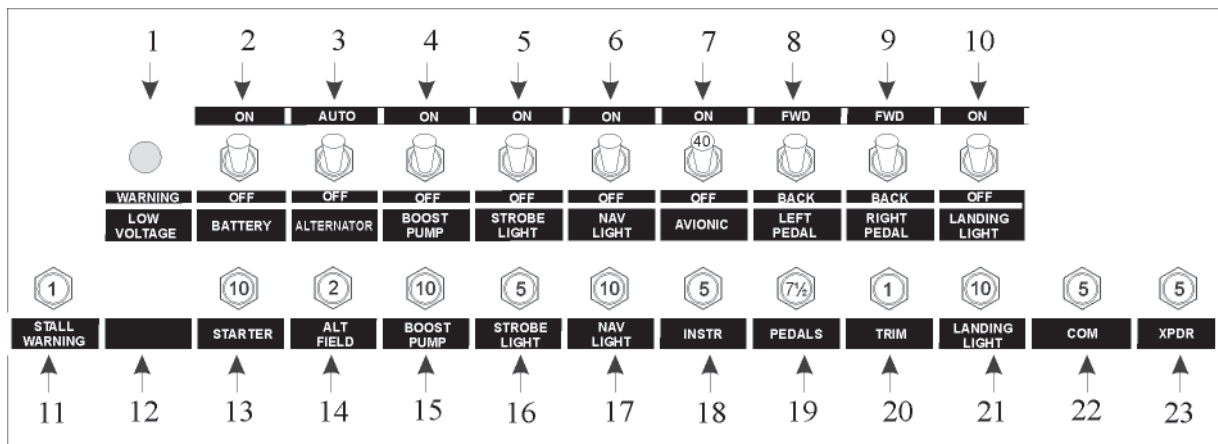 1 2 3 4 5 6 7 8 9 10
ON AUTO ON ON ON ON FWD FWD ON
40
WARNING OFF OFF OFF OFF OFF OFF BACK BACK OFF
LOW VOLTAGE BATTERY ALTERNATOR BOOST PUMP STROBE LIGHT NAV LIGHT AVIONIC LEFT PEDAL RIGHT PEDAL LANDING LIGHT
1 10 2 10 5 10 5 7½ 1 10 5 5
STALL WARNING STARTER ALT FIELD BOOST PUMP STROBE LIGHT NAV LIGHT INSTR PEDALS TRIM LANDING LIGHT COM XPDR
11 12 13 14 15 16 17 18 19 20 21 22 23